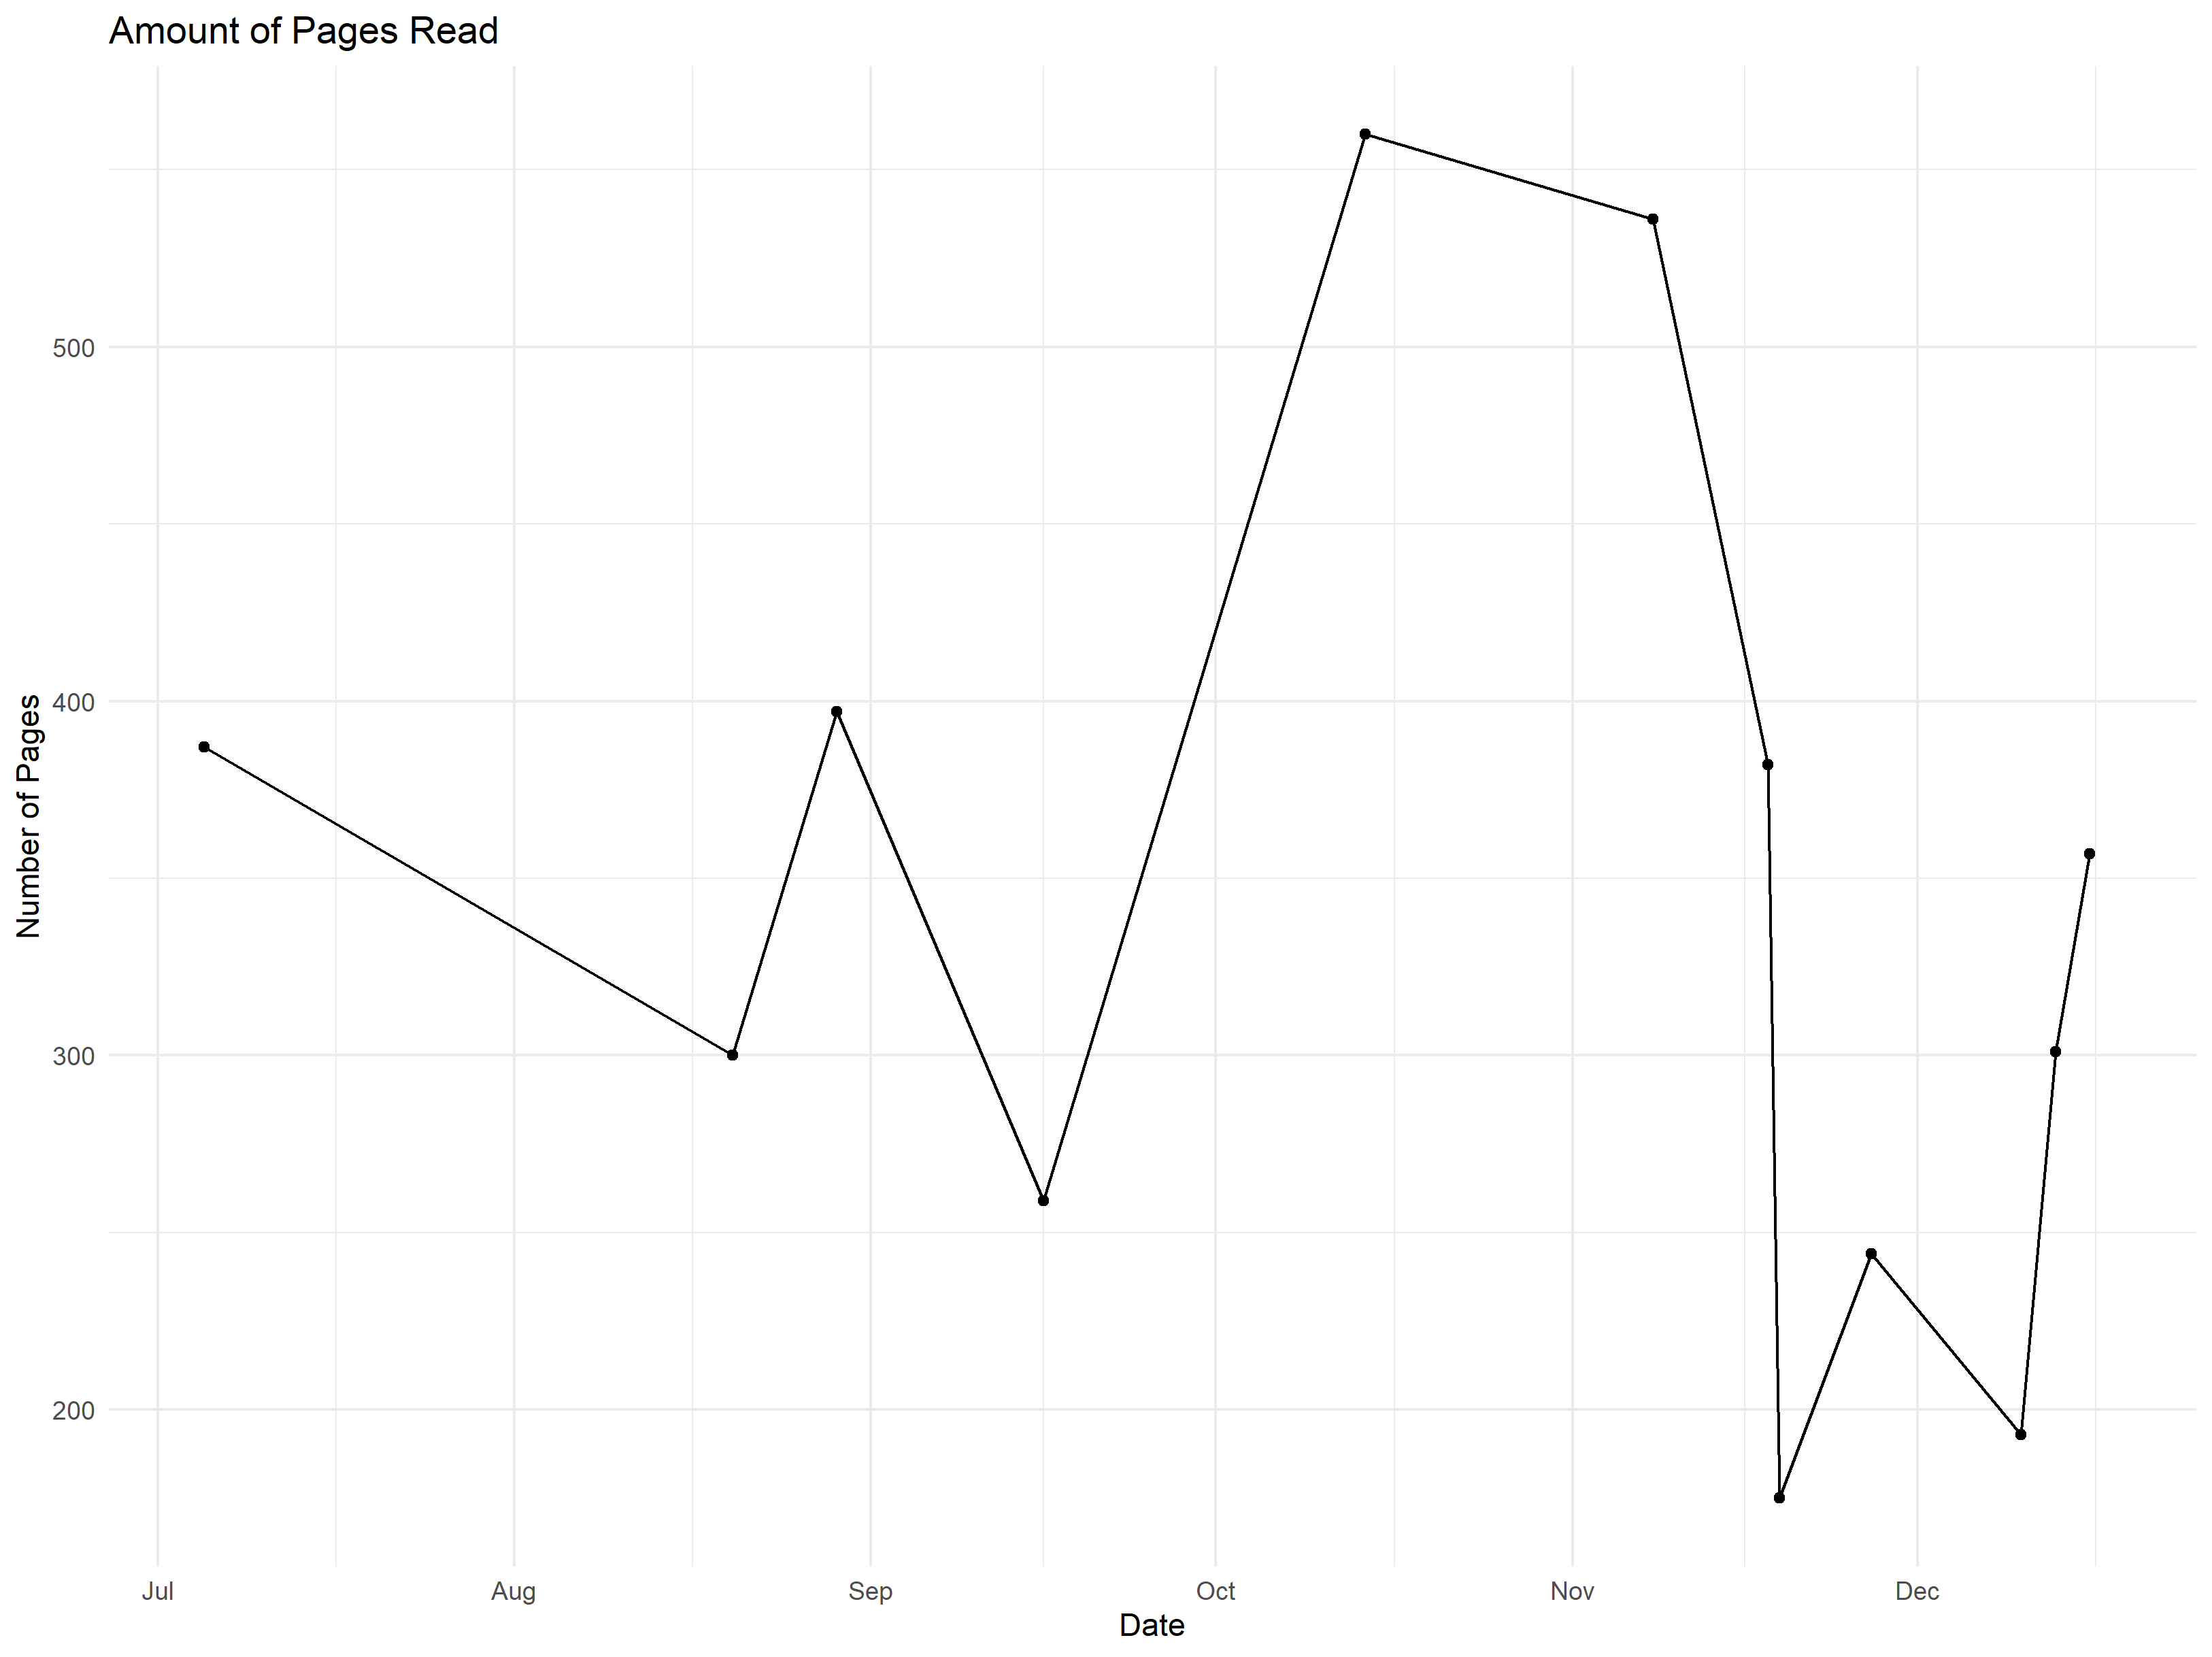 Amount of Pages Read
Number of Pages
500
400
300
200
Jul Aug Sep Oct Nov Dec
Date